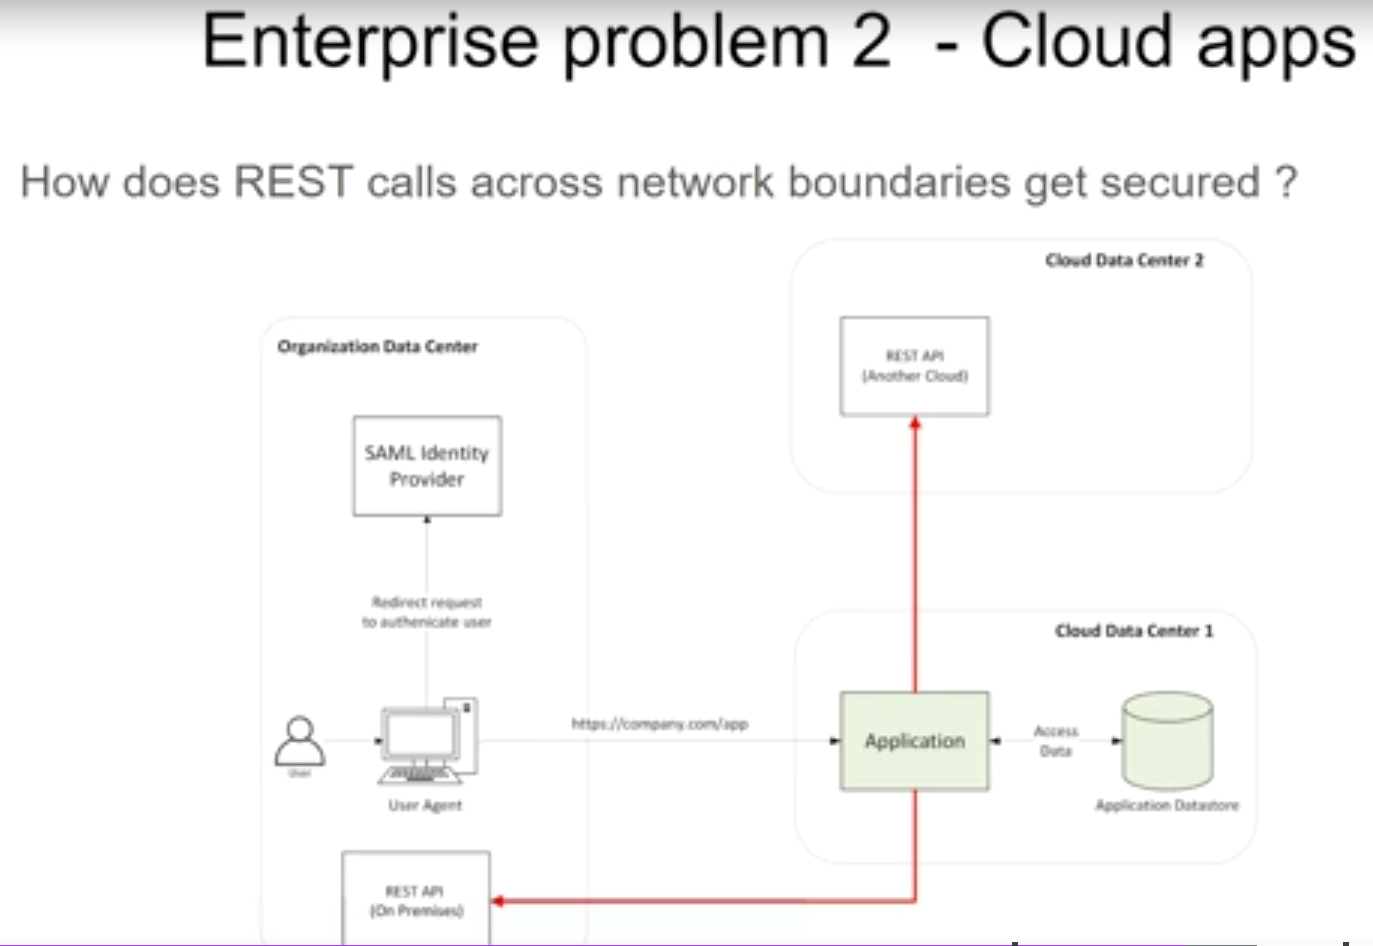 Enterprise problem 2 - Cloud apps
How does REST calls across network boundaries get secured ?
Cloud Data Center 2
REST API
(Another Cloud)
Organization Data Center
SAML Identity
Provider
Redirect request
to authenicate user
Cloud Data Center 1
User
User Agent
https://company.com/app
Application
Access
Data
Application Datastore
REST API
(On Premises)